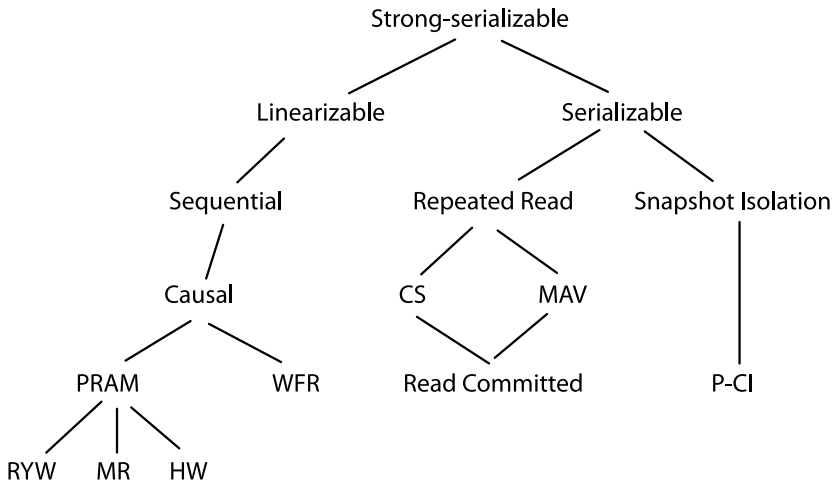 Strong-serializable
Linearizable Serializable
Sequential Repeated Read Snapshot Isolation
Causal CS MAV
PRAM WFR Read Committed P-CI
RYW MR HW